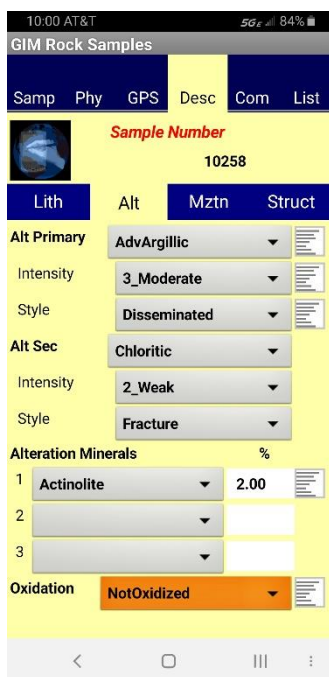 10:00 AT&T 5G E 84%
GIM Rock Samples
Samp Phy GPS Desc Com List
Sample Number
10258
Lith Alt Mztn Struct
Alt Primary AdvArgillic
Intensity 3_Moderate
Style Disseminated
Alt Sec Chloritic
Intensity 2_Weak
Style Fracture
Alteration Minerals %
1 Actinolite 2.00
2
3
Oxidation NotOxidized